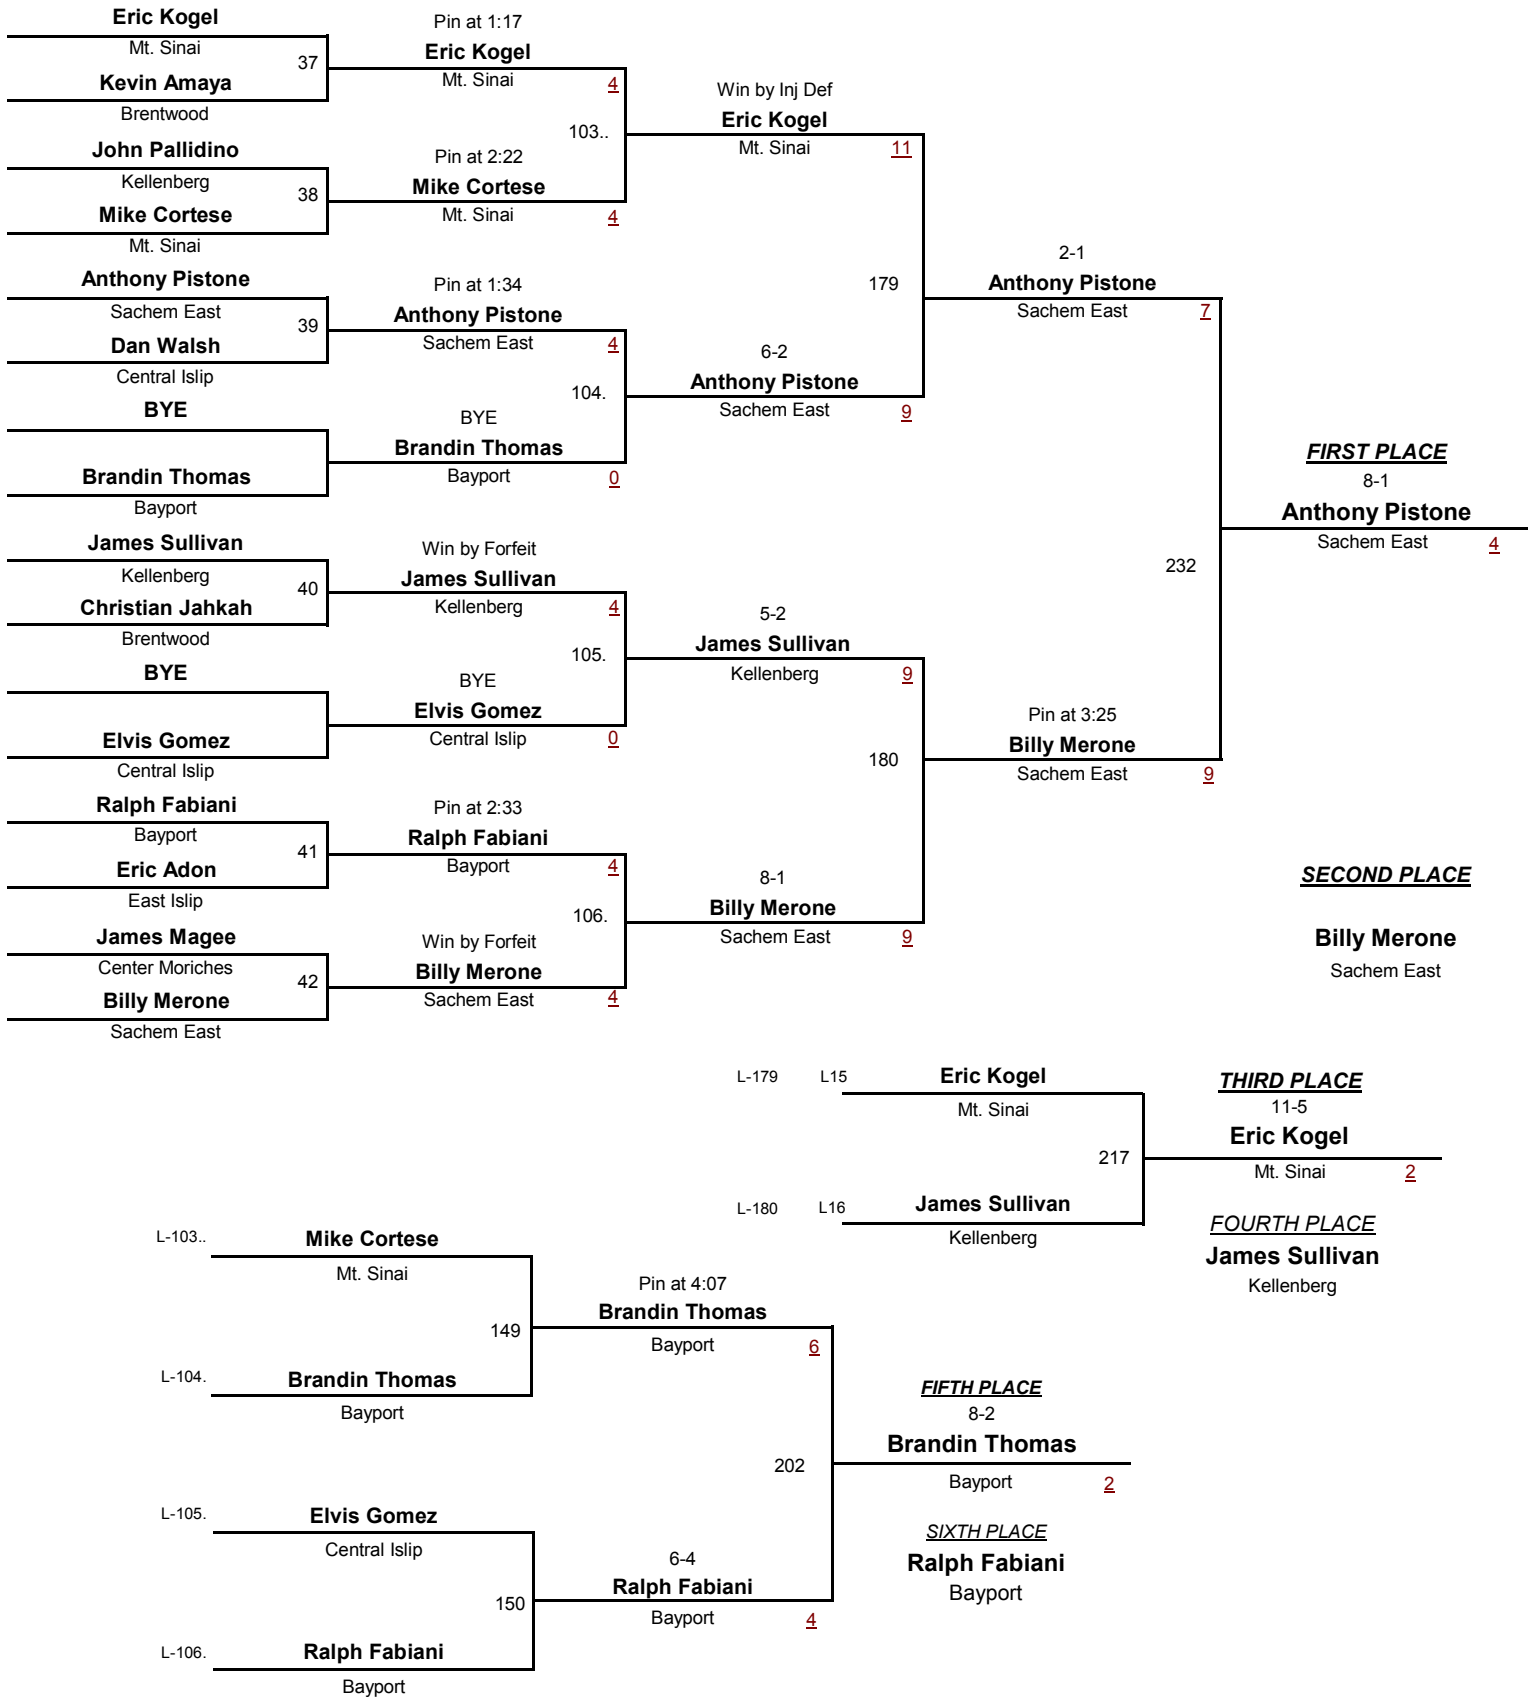 Eric Kogel
Mt. Sinai
37
Kevin Amaya
Brentwood
John Pallidino
Kellenberg
38
Mike Cortese
Mt. Sinai
Anthony Pistone
Sachem East
39
Dan Walsh
Central Islip
BYE
Brandin Thomas
Bayport
James Sullivan
Kellenberg
40
Christian Jahkah
Brentwood
BYE
Elvis Gomez
Central Islip
Ralph Fabiani
Bayport
41
Eric Adon
East Islip
James Magee
Center Moriches
42
Billy Merone
Sachem East
Pin at 1:17
Eric Kogel
Mt. Sinai
4
103..
Pin at 2:22
Mike Cortese
Mt. Sinai
4
Pin at 1:34
Anthony Pistone
Sachem East
4
104.
BYE
Brandin Thomas
Bayport
0
Win by Forfeit
James Sullivan
Kellenberg
4
105.
BYE
Elvis Gomez
Central Islip
0
Pin at 2:33
Ralph Fabiani
Bayport
4
106.
Win by Forfeit
Billy Merone
Sachem East
4
Win by Inj Def
Eric Kogel
Mt. Sinai
11
179
6-2
Anthony Pistone
Sachem East
9
5-2
James Sullivan
Kellenberg
9
180
8-1
Billy Merone
Sachem East
9
2-1
Anthony Pistone
Sachem East
7
232
Pin at 3:25
Billy Merone
Sachem East
9
FIRST PLACE
8-1
Anthony Pistone
Sachem East
4
SECOND PLACE
Billy Merone
Sachem East
L-179
L15
Eric Kogel
Mt. Sinai
217
L-180
L16
James Sullivan
Kellenberg
THIRD PLACE
11-5
Eric Kogel
Mt. Sinai
2
FOURTH PLACE
James Sullivan
Kellenberg
L-103..
Mike Cortese
Mt. Sinai
149
L-104.
Brandin Thomas
Bayport
L-105.
Elvis Gomez
Central Islip
150
L-106.
Ralph Fabiani
Bayport
Pin at 4:07
Brandin Thomas
Bayport
6
202
6-4
Ralph Fabiani
Bayport
4
FIFTH PLACE
8-2
Brandin Thomas
Bayport
2
SIXTH PLACE
Ralph Fabiani
Bayport